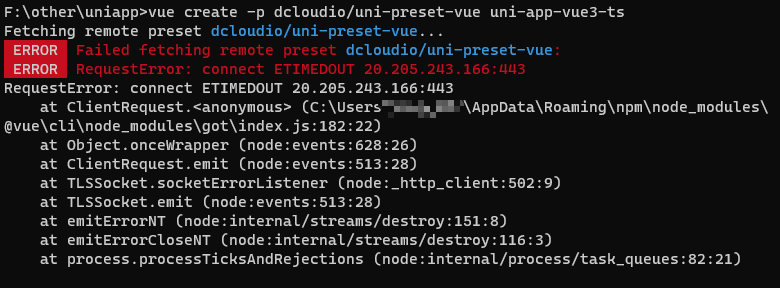 F:\other\uniapp>vue create -p dcloudio/uni-preset-vue uni-app-vue3-ts
Fetching remote preset dcloudio/uni-preset-vue...
ERROR Failed fetching remote preset dcloudio/uni-preset-vue:
ERROR RequestError: connect ETIMEDOUT 20.205.243.166:443
RequestError: connect ETIMEDOUT 20.205.243.166:443
at ClientRequest.<anonymous> (C:\Users \AppData\Roaming\npm\node_modules\
@vue\cli\node_modules\got\index.js:182:22)
at Object.onceWrapper (node:events:628:26)
at ClientRequest.emit (node:events:513:28)
at TLSSocket.socketErrorListener (node:_http_client:502:9)
at TLSSocket.emit (node:events:513:28)
at emitErrorNT (node:internal/streams/destroy:151:8)
at emitErrorCloseNT (node:internal/streams/destroy:116:3)
at process.processTicksAndRejections (node:internal/process/task_queues:82:21)